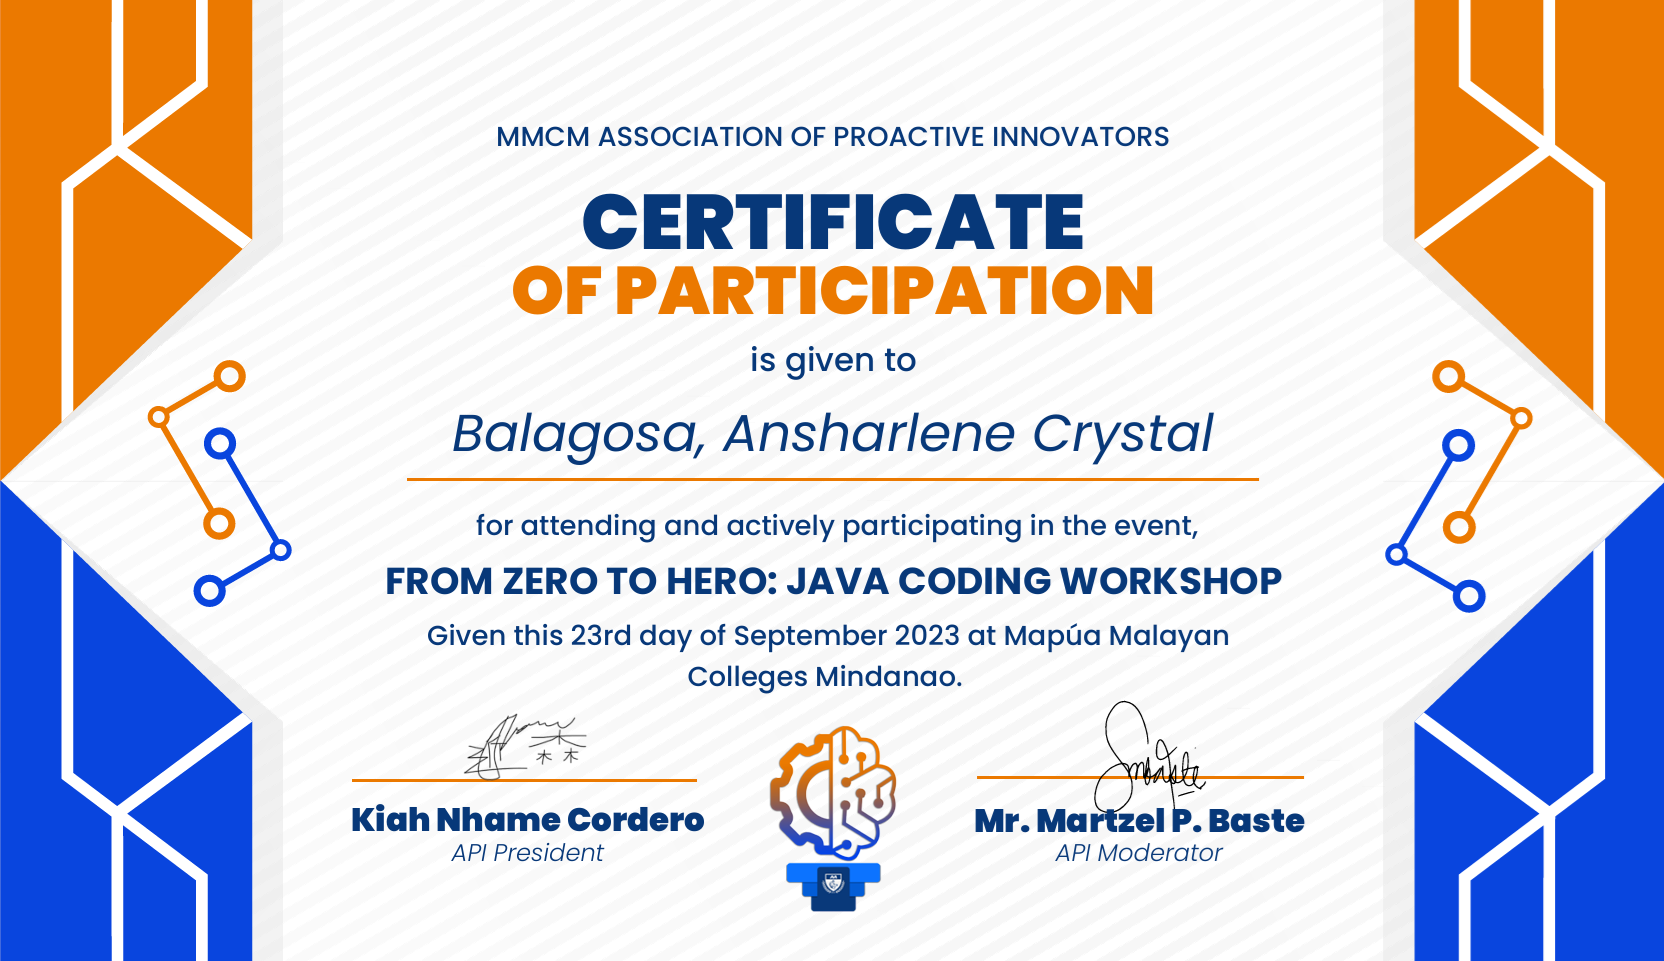 MMCM ASSOCIATION OF PROACTIVE INNOVATORS
CERTIFICATE
OF PARTICIPATION
is given to
Balagosa, Ansharlene Crystal
for attending and actively participating in the event,
FROM ZERO TO HERO: JAVA CODING WORKSHOP
Given this 23rd day of September 2023 at Mapúa Malayan
Colleges Mindanao.
Kiah Nhame Cordero
API President
Mr. Martzel P. Baste
API Moderator